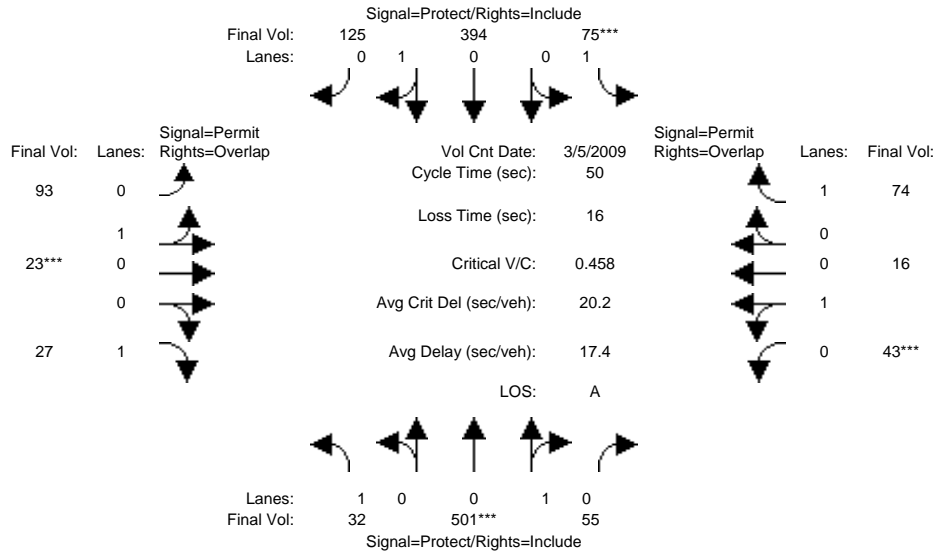 Signal=Protect/Rights=Include
Final Vol: 125 394 75***
Lanes: 0 1 0 0 1
Signal=Permit Signal=Permit
Final Vol: Lanes: Rights=Overlap Vol Cnt Date: 3/5/2009 Rights=Overlap Lanes: Final Vol:
Cycle Time (sec): 50
93 0 1 74
Loss Time (sec): 16
1 0
23*** 0 Critical V/C: 0.458 0 16
0 Avg Crit Del (sec/veh): 20.2 1
27 1 Avg Delay (sec/veh): 17.4 0 43***
LOS: A
Lanes: 1 0 0 1 0
Final Vol: 32 501*** 55
Signal=Protect/Rights=Include